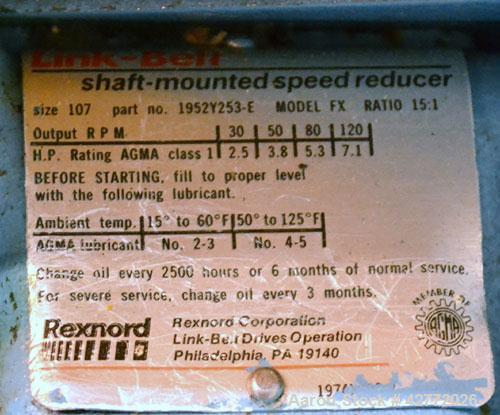 Link-Belt
shaft-mounted speed reducer
size 107 part no. 1952Y253-E MODEL FX RATIO 15:1
Output R P M 30 50 80 120
H.P. Rating AGMA class 1 2.5 3.8 5.3 7.1
BEFORE STARTING, fill to proper level
with the following lubricant.
Ambient temp. 15° to 60°F 50° to 125°F
AGMA lubricant No. 2-3 No. 4-5
Change oil every 2500 hours or 6 months of normal service.
For severe service, change oil every 3 months.
MEMBER OF
AGMA
Rexnord
Rexnord Corporation
Link-Belt Drives Operation
Philadelphia, PA 19140
Aaron Stock # 42772026